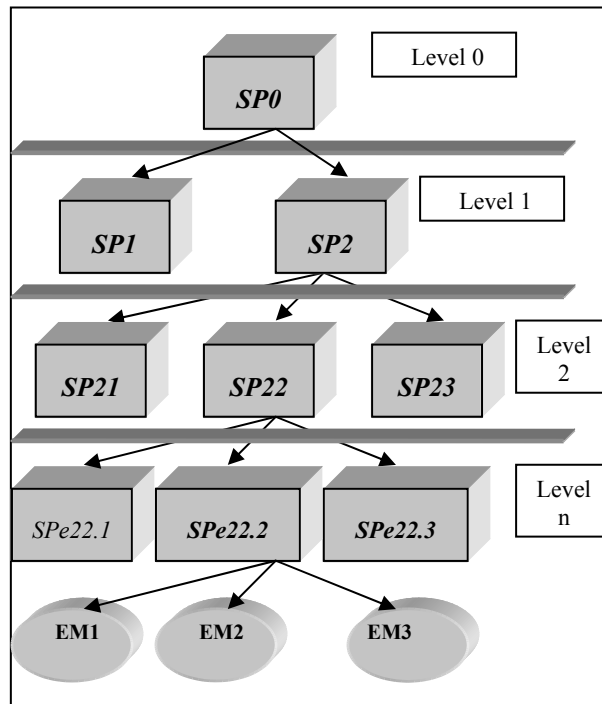 Level 0
SP0
Level 1
SP1
SP2
Level
2
SP21
SP22
SP23
Level
n
SPe22.1
SPe22.2
SPe22.3
EM1
EM2
EM3